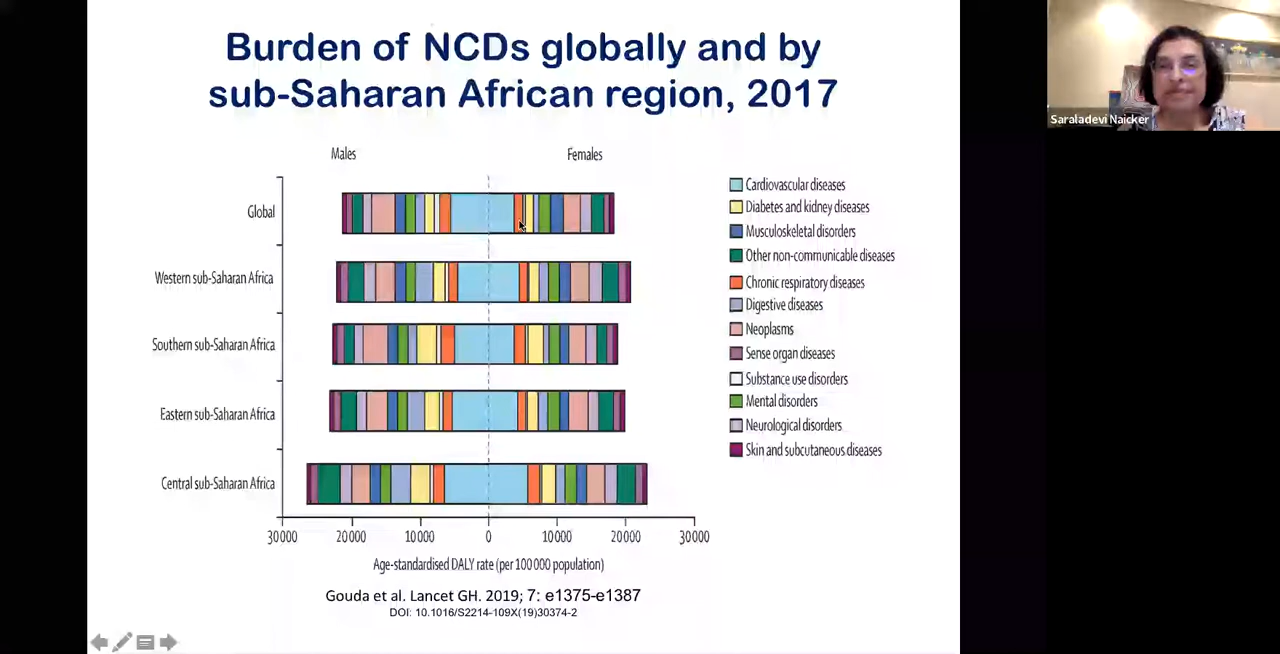 Burden of NCDs globally and by
sub-Saharan African region, 2017
Saraladevi Naicker
Males
Females
Global
Western sub-Saharan Africa
Southern sub-Saharan Africa
Eastern sub-Saharan Africa
Central sub-Saharan Africa
Cardiovascular diseases
Diabetes and kidney diseases
Musculoskeletal disorders
Other non-communicable diseases
Chronic respiratory diseases
Digestive diseases
Neoplasms
Sense organ diseases
Substance use disorders
Mental disorders
Neurological disorders
Skin and subcutaneous diseases
30000 20000 10000 0 10000 20000 30000
Age-standardised DALY rate (per 100 000 population)
Gouda et al. Lancet GH. 2019; 7: e1375-e1387
DOI: 10.1016/S2214-109X(19)30374-2